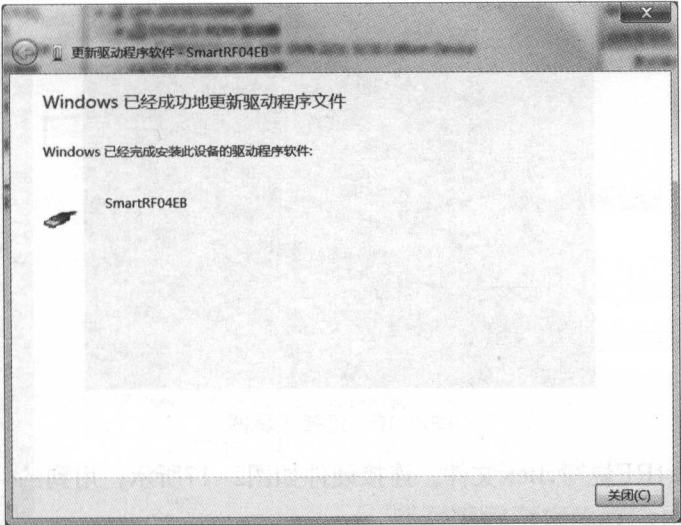 更新驱动程序软件 - SmartRF04EB
Windows 已经成功地更新驱动程序文件
Windows 已经完成安装此设备的驱动程序软件:
SmartRF04EB
关闭(C)